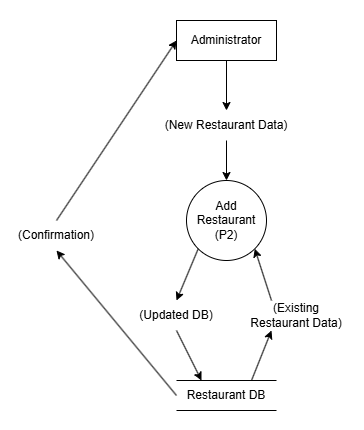 Administrator
(New Restaurant Data)
Add
Restaurant
(P2)
(Confirmation)
(Updated DB)
(Existing
Restaurant Data)
Restaurant DB